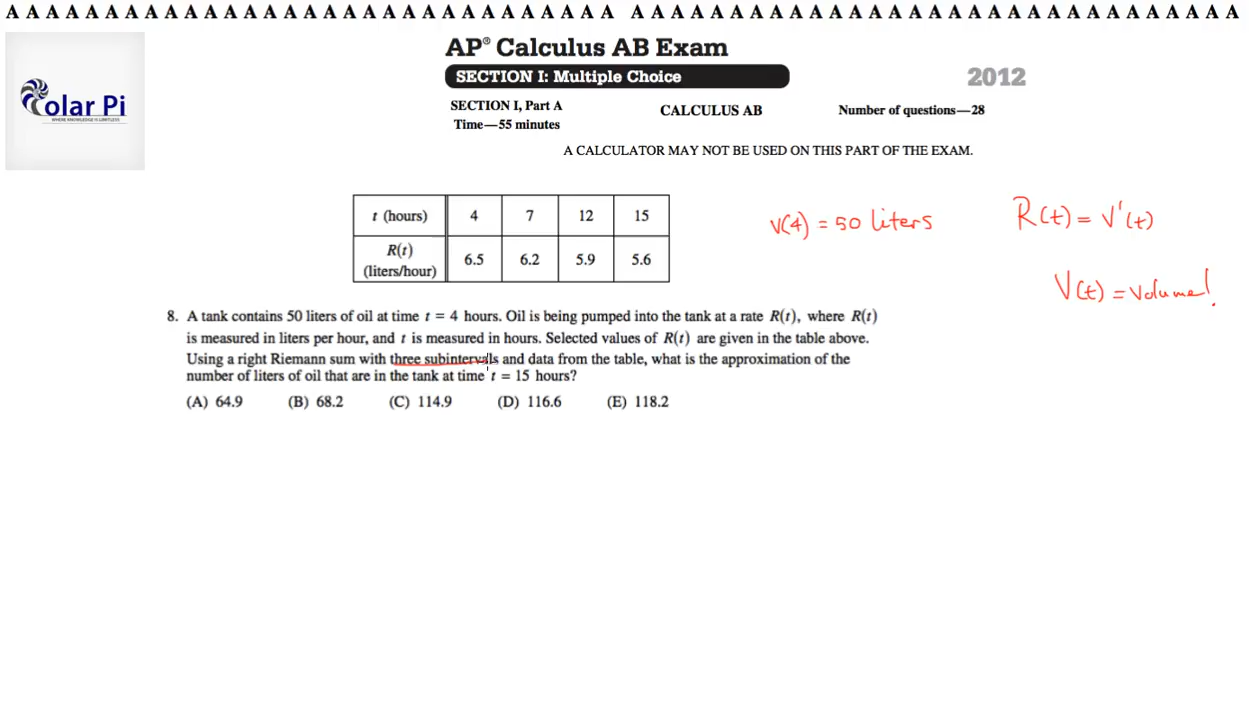 A A A A A A A A A A A A A A A A A A A A A A A A A A A A A A A A A A A A A A A A A A A A A A A A A A A A A A A A A A
olar Pi
WHERE KNOWLEDGE IS LIMITLESS
AP® Calculus AB Exam
SECTION I: Multiple Choice
2012
SECTION I, Part A
Time—55 minutes
CALCULUS AB
Number of questions—28
A CALCULATOR MAY NOT BE USED ON THIS PART OF THE EXAM.
t (hours) 4 7 12 15
R(t) (liters/hour) 6.5 6.2 5.9 5.6
V(4) = 50 liters
R(t) = V'(t)
V(t) = Volume!
8. A tank contains 50 liters of oil at time t = 4 hours. Oil is being pumped into the tank at a rate R(t), where R(t)
is measured in liters per hour, and t is measured in hours. Selected values of R(t) are given in the table above.
Using a right Riemann sum with three subintervals and data from the table, what is the approximation of the
number of liters of oil that are in the tank at time t = 15 hours?
(A) 64.9 (B) 68.2 (C) 114.9 (D) 116.6 (E) 118.2